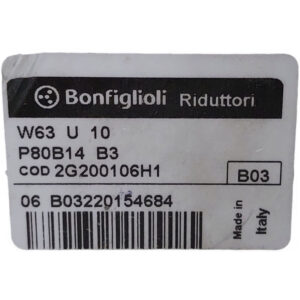 Bonfiglioli Riduttori
W63 U 10
P80B14 B3
COD 2G200106H1
B03
06 B03220154684
Made in
Italy